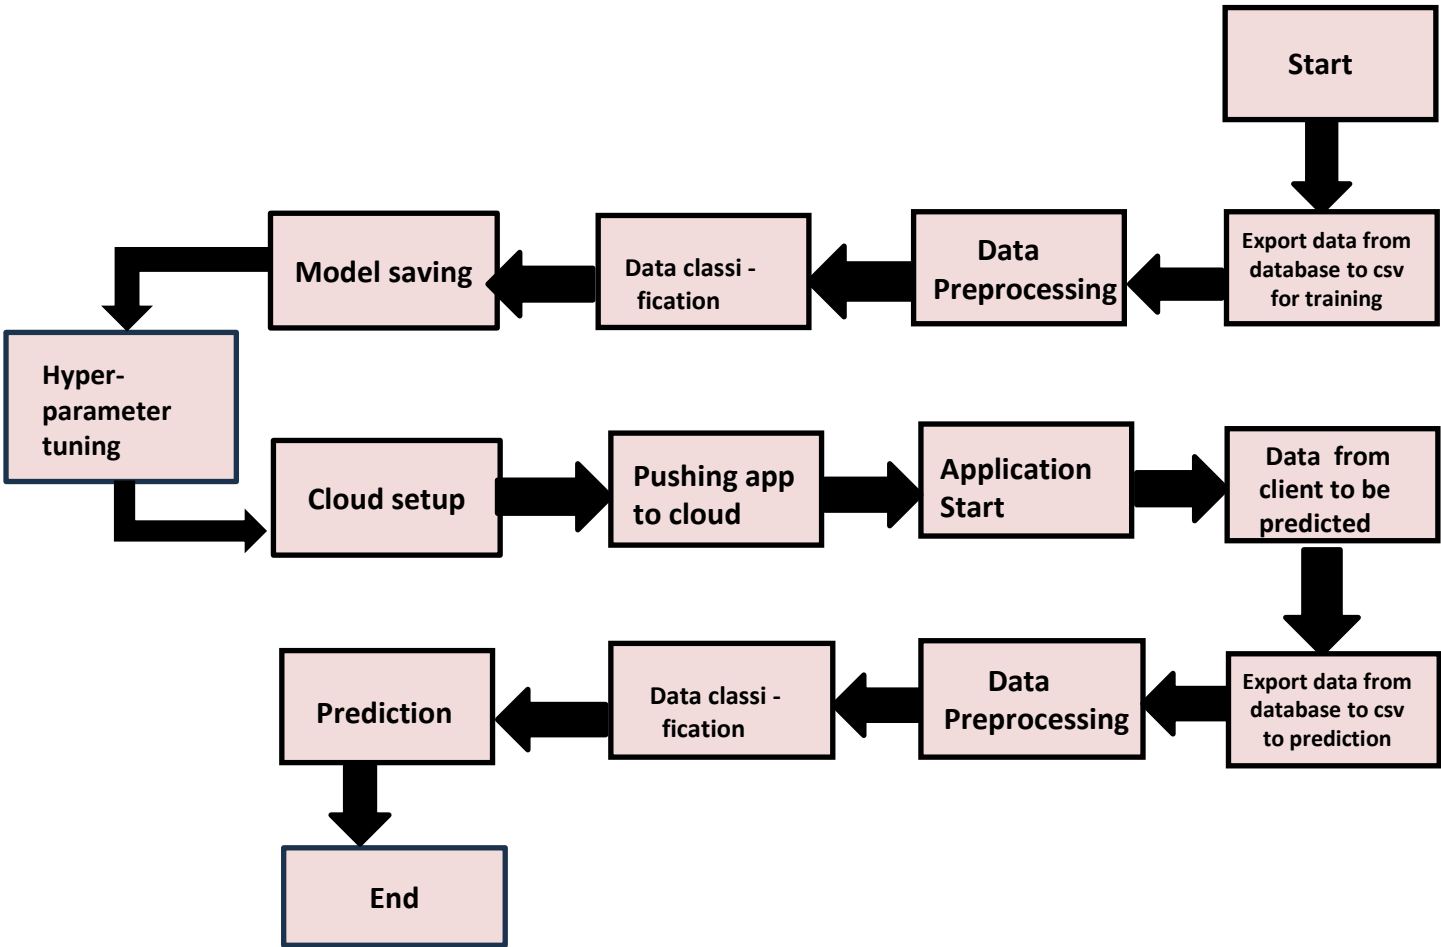 Start
Export data from
database to csv
for training
Data
Preprocessing
Data classi -
fication
Model saving
Hyper-
parameter
tuning
Cloud setup
Pushing app
to cloud
Application
Start
Data  from
client to be
predicted
Export data from
database to csv
to prediction
Data
Preprocessing
Data classi -
fication
Prediction
End